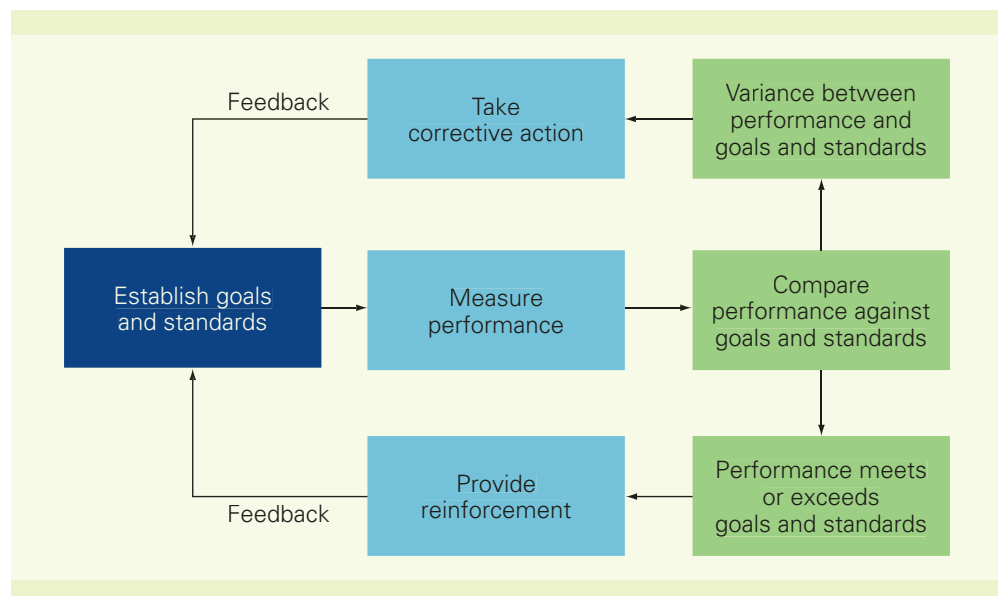 Feedback
Take
corrective action
Variance between
performance and
goals and standards
Establish goals
and standards
Measure
performance
Compare
performance against
goals and standards
Feedback
Provide
reinforcement
Performance meets
or exceeds
goals and standards